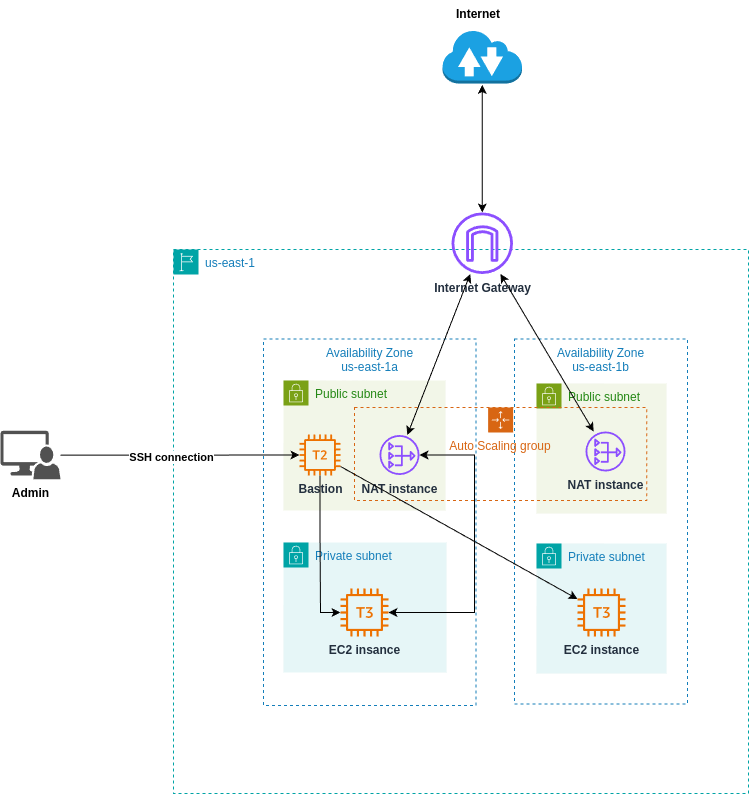 Internet
us-east-1
Internet Gateway
Availability Zone
us-east-1a
Availability Zone
us-east-1b
Public subnet
Public subnet
Auto Scaling group
SSH connection
T2
Admin
Bastion
NAT instance
NAT instance
Private subnet
Private subnet
T3
T3
EC2 insance
EC2 instance